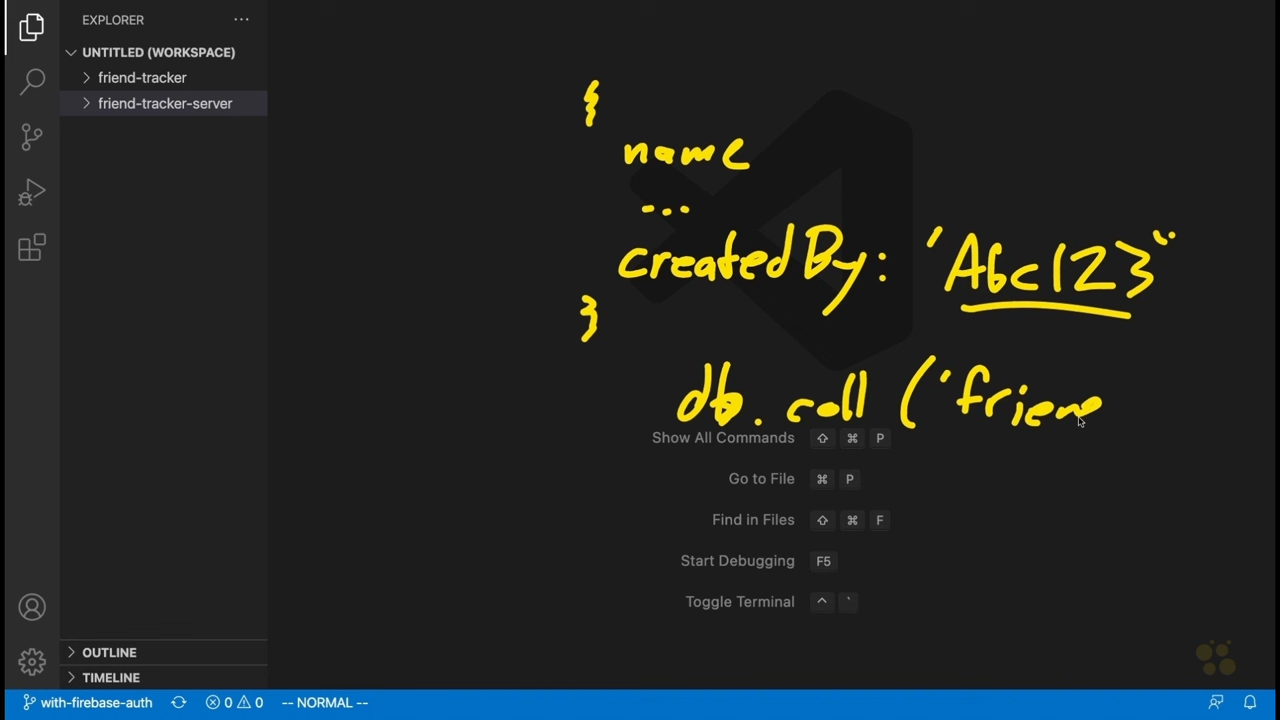 EXPLORER ...
UNTITLED (WORKSPACE)
friend-tracker
friend-tracker-server
{
name
...
createdBy: 'Abc123"
}
db. coll ('friend
Show All Commands ⇧ ⌘ P
Go to File ⌘ P
Find in Files ⇧ ⌘ F
Start Debugging F5
Toggle Terminal ^ `
OUTLINE
TIMELINE
with-firebase-auth 0 0 -- NORMAL --